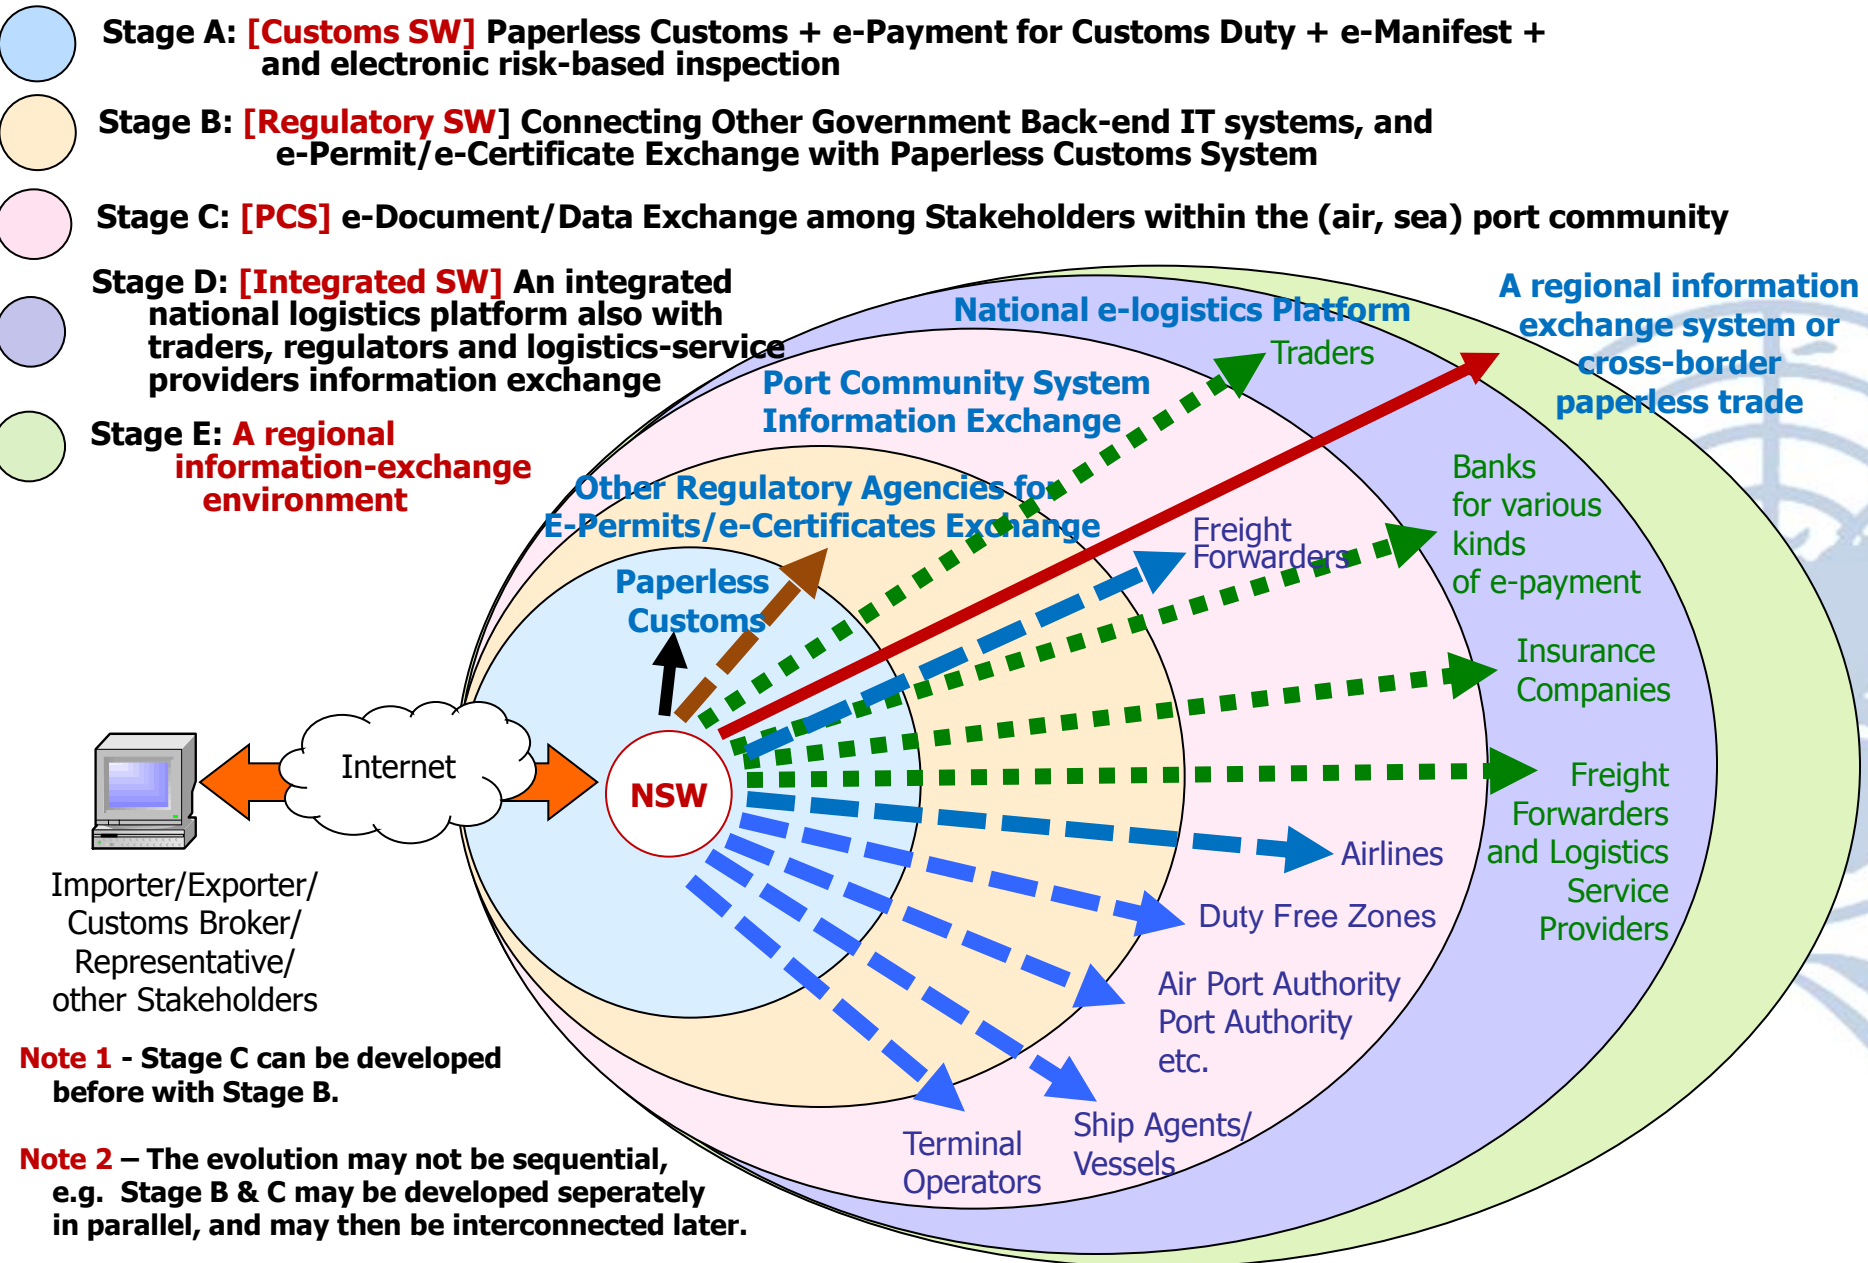 Stage A: [Customs SW] Paperless Customs + e-Payment for Customs Duty + e-Manifest +
and electronic risk-based inspection
Stage B: [Regulatory SW] Connecting Other Government Back-end IT systems, and
e-Permit/e-Certificate Exchange with Paperless Customs System
Stage C: [PCS] e-Document/Data Exchange among Stakeholders within the (air, sea) port community
Stage D: [Integrated SW] An integrated
national logistics platform also with
traders, regulators and logistics-service
providers information exchange
Stage E: A regional
information-exchange
environment
National e-logistics Platform
A regional information
exchange system or
cross-border
paperless trade
Traders
Port Community System
Information Exchange
Other Regulatory Agencies for
E-Permits/e-Certificates Exchange
Banks
for various
kinds
of e-payment
Freight
Forwarders
Paperless
Customs
Insurance
Companies
Internet
NSW
Freight
Forwarders
and Logistics
Service
Providers
Airlines
Duty Free Zones
Air Port Authority
Port Authority
etc.
Ship Agents/
Vessels
Terminal
Operators
Importer/Exporter/
Customs Broker/
Representative/
other Stakeholders
Note 1 - Stage C can be developed
before with Stage B.
Note 2 – The evolution may not be sequential,
e.g. Stage B & C may be developed seperately
in parallel, and may then be interconnected later.